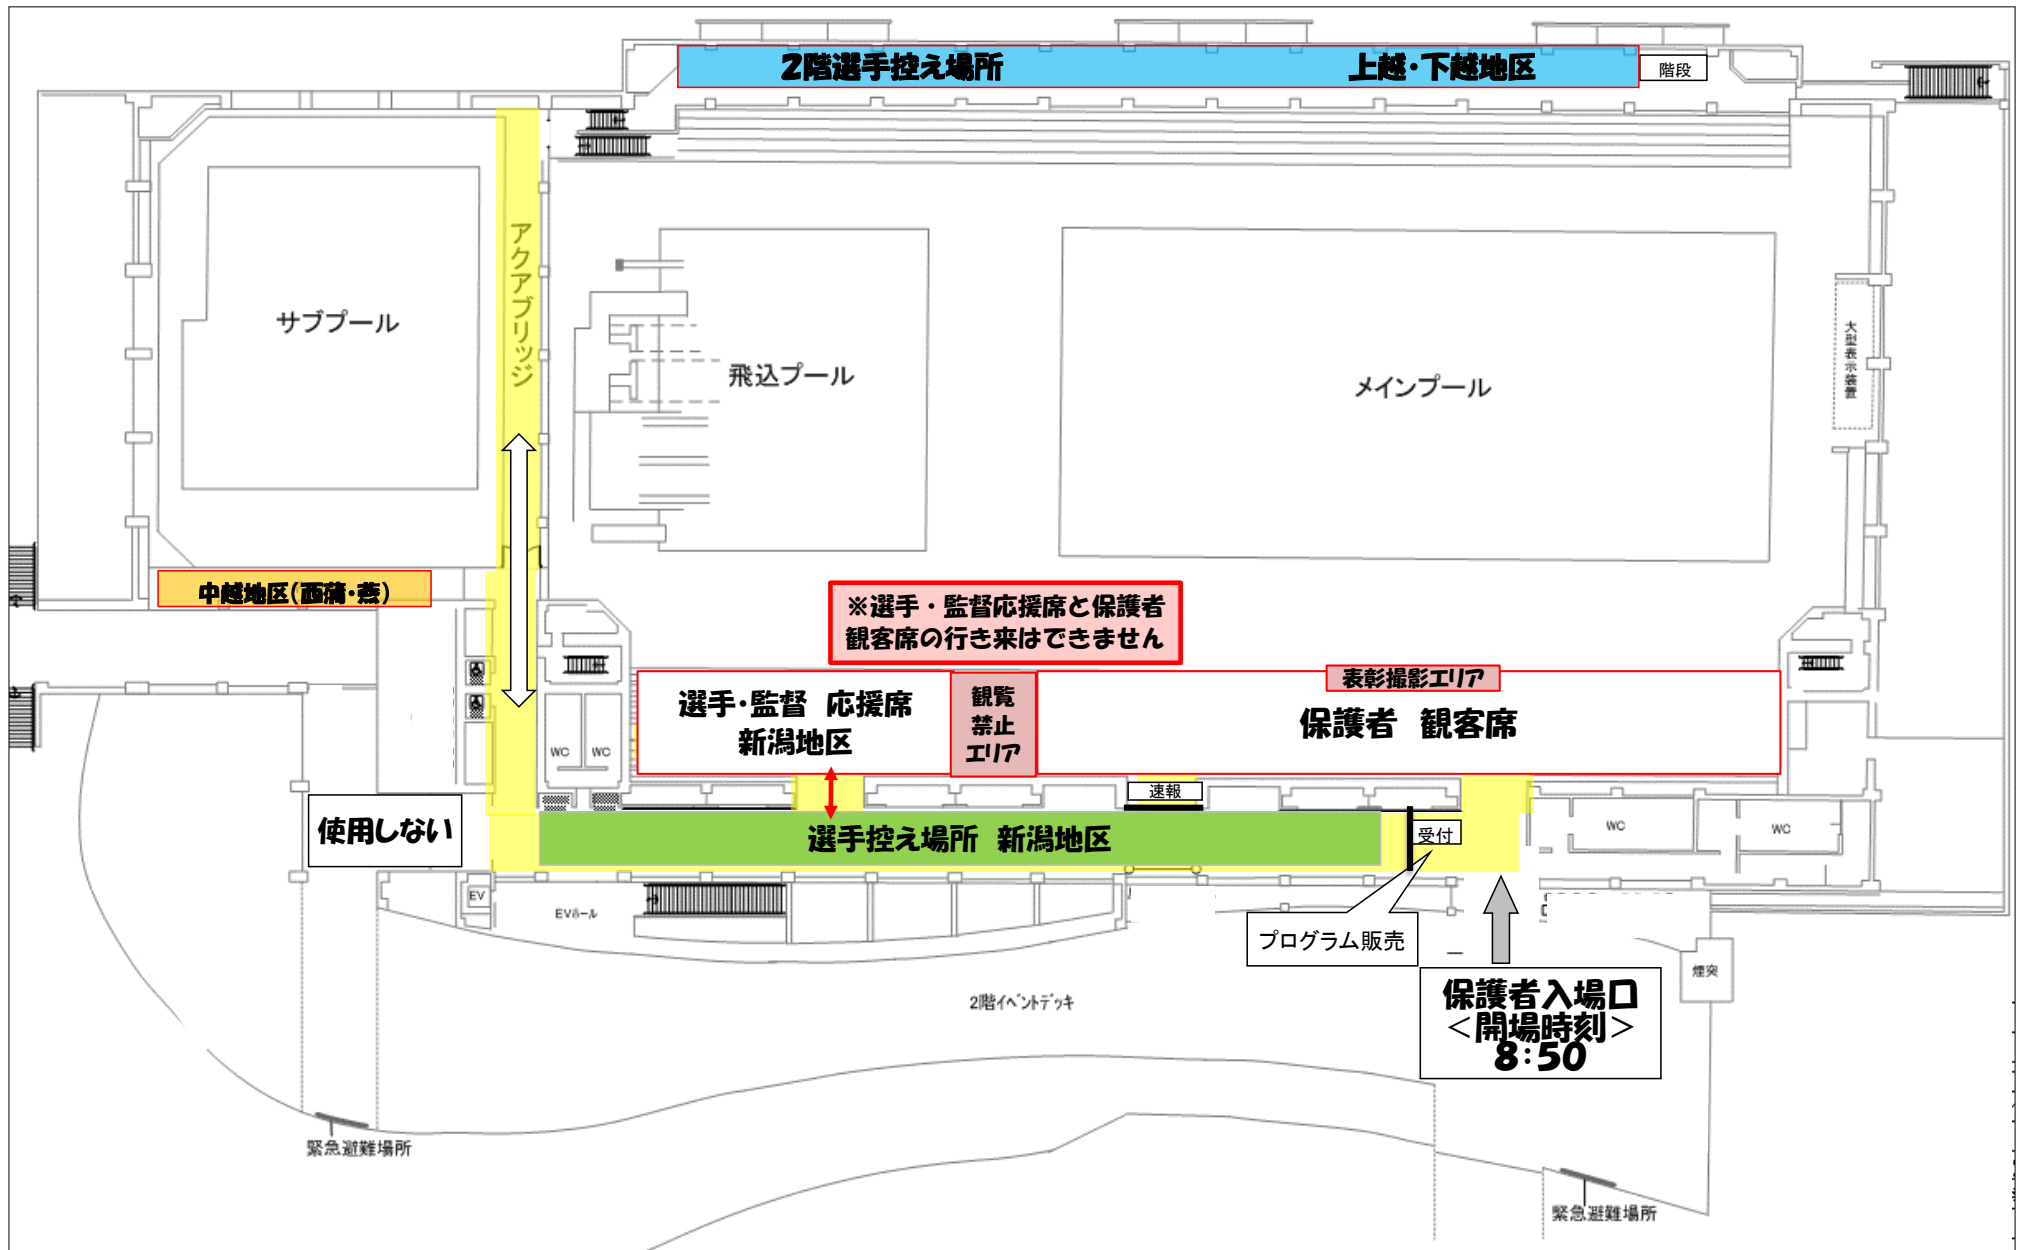 2階選手控え場所
上越・下越地区
階段
アクアブリッジ
サブプール
飛込プール
メインプール
大型表示装置
中越地区(西蒲・燕)
※選手・監督応援席と保護者
観客席の行き来はできません
選手・監督 応援席
新潟地区
観覧
禁止
エリア
表彰撮影エリア
保護者 観客席
WC
WC
速報
使用しない
選手控え場所 新潟地区
受付
WC
WC
EV
EVホール
プログラム販売
2階イベントデッキ
保護者入場口
<開場時刻>
8:50
煙突
緊急避難場所
緊急避難場所